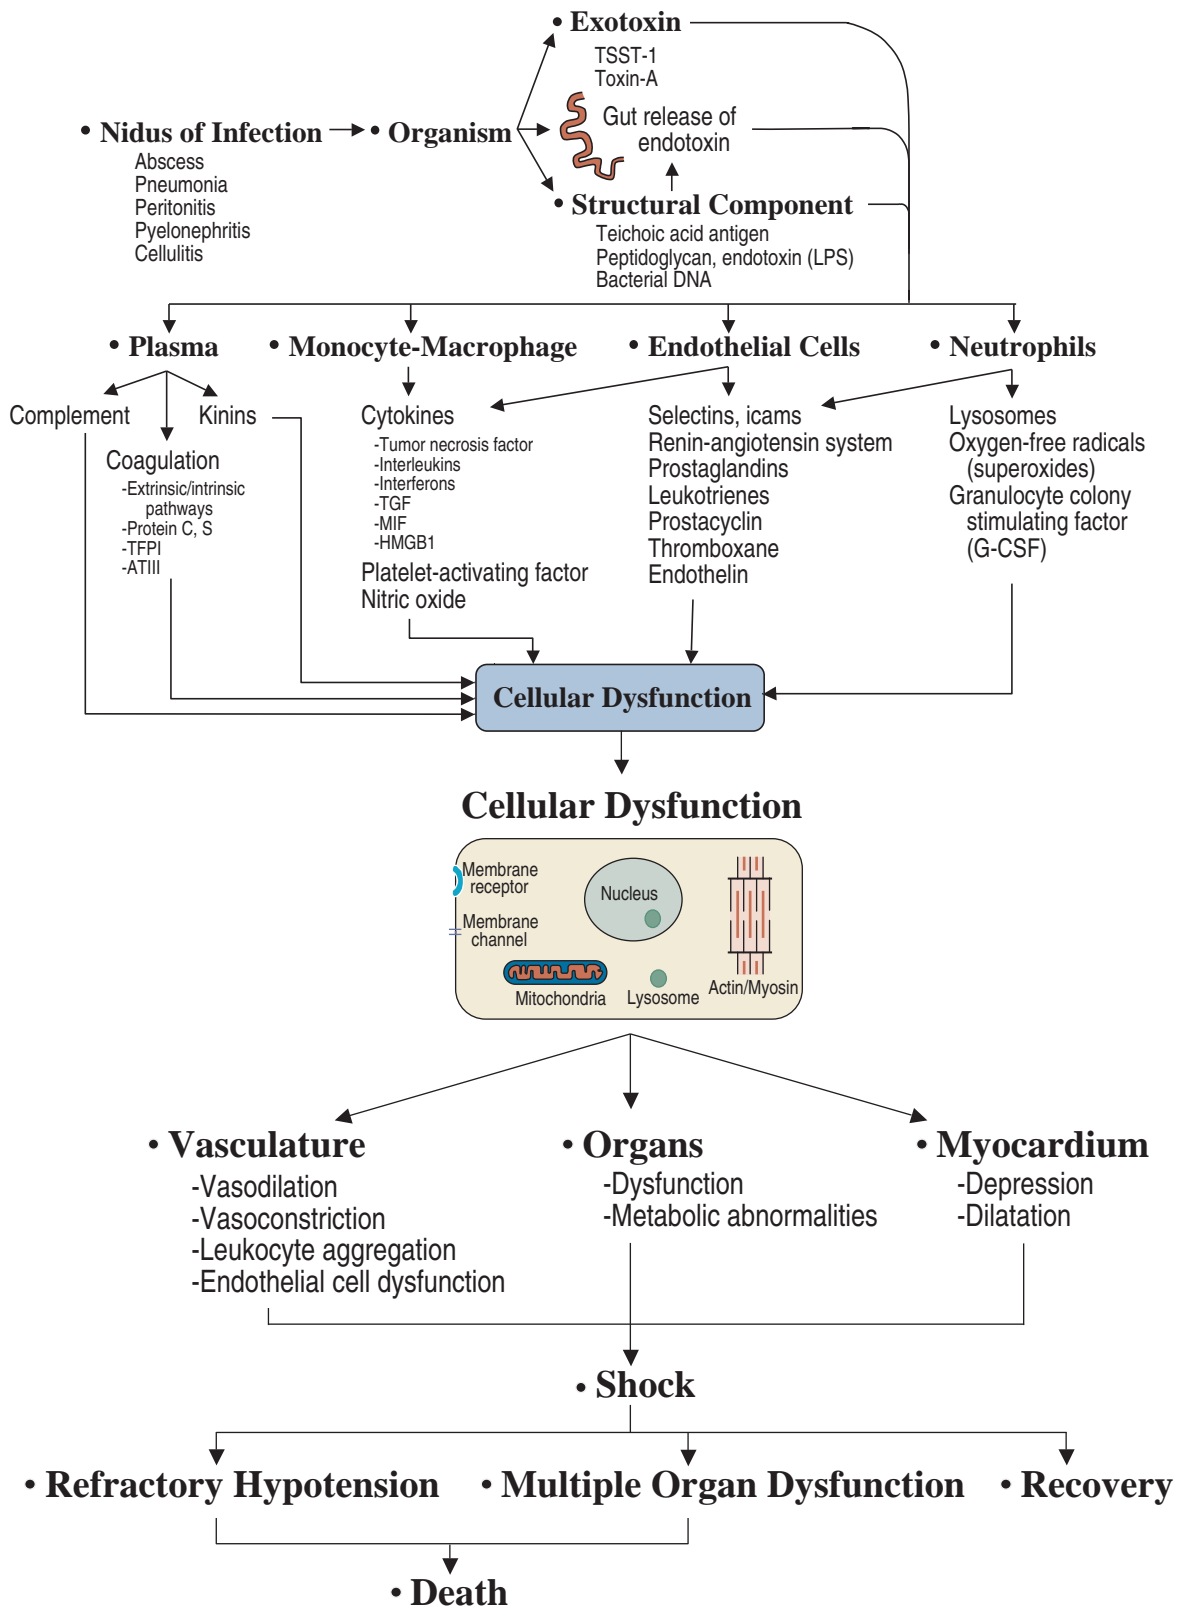 • Exotoxin
TSST-1
Toxin-A
Gut release of
endotoxin
• Nidus of Infection
Abscess
Pneumonia
Peritonitis
Pyelonephritis
Cellulitis
• Organism
• Structural Component
Teichoic acid antigen
Peptidoglycan, endotoxin (LPS)
Bacterial DNA
• Plasma
• Monocyte-Macrophage
• Endothelial Cells
• Neutrophils
Complement
Kinins
Coagulation
-Extrinsic/intrinsic
pathways
-Protein C, S
-TFPI
-ATIII
Cytokines
-Tumor necrosis factor
-Interleukins
-Interferons
-TGF
-MIF
-HMGB1
Platelet-activating factor
Nitric oxide
Selectins, icams
Renin-angiotensin system
Prostaglandins
Leukotrienes
Prostacyclin
Thromboxane
Endothelin
Lysosomes
Oxygen-free radicals
(superoxides)
Granulocyte colony
stimulating factor
(G-CSF)
Cellular Dysfunction
Cellular Dysfunction
Membrane
receptor
Membrane
channel
Nucleus
Mitochondria
Lysosome
Actin/Myosin
• Vasculature
-Vasodilation
-Vasoconstriction
-Leukocyte aggregation
-Endothelial cell dysfunction
• Organs
-Dysfunction
-Metabolic abnormalities
• Myocardium
-Depression
-Dilatation
• Shock
• Refractory Hypotension
• Multiple Organ Dysfunction
• Recovery
• Death